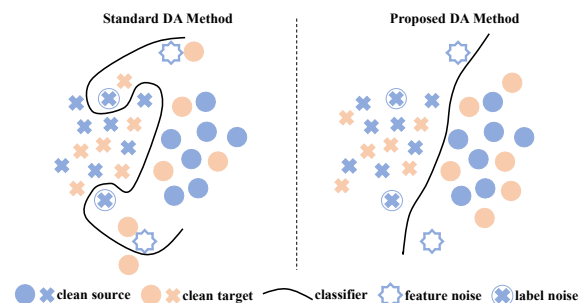 Standard DA Method
Proposed DA Method
clean source clean target classifier feature noise label noise